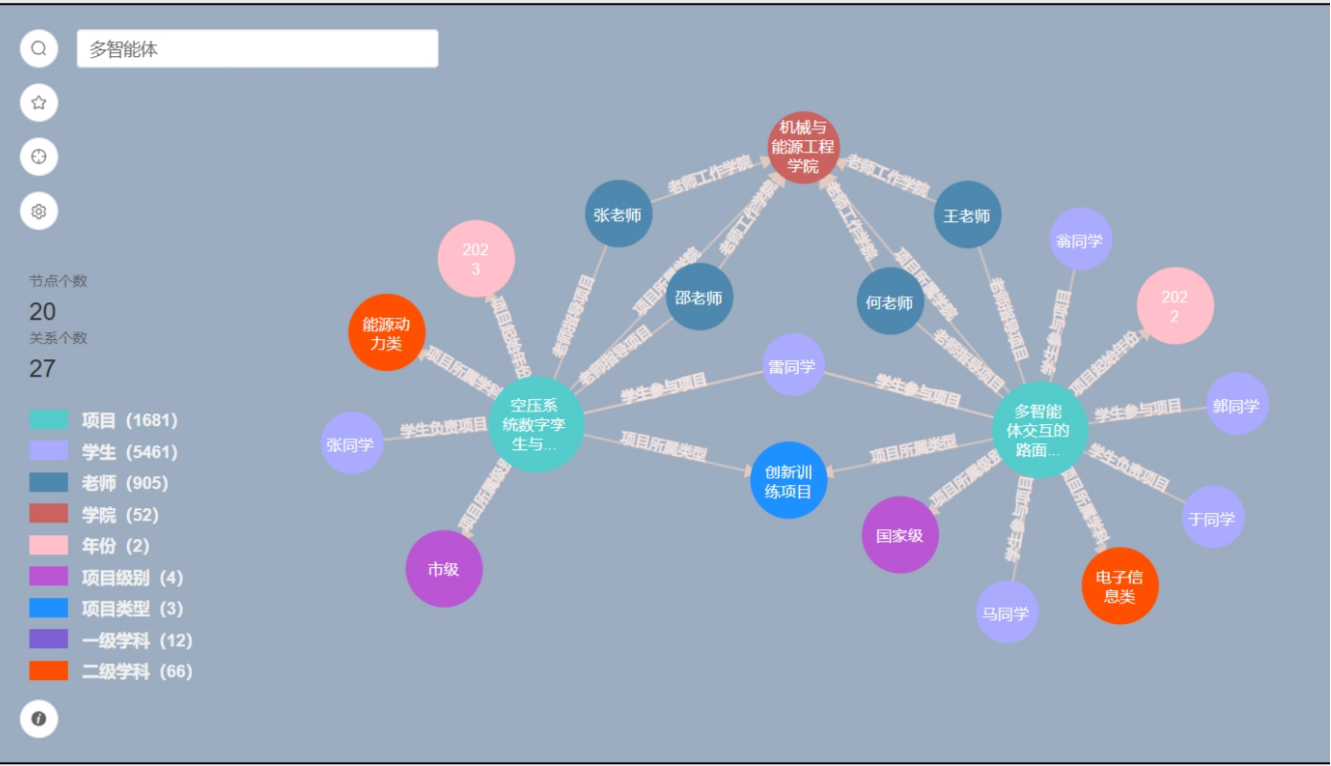 多智能体
节点个数
20
关系个数
27
项目 (1681)
学生 (5461)
老师 (905)
学院 (52)
年份 (2)
项目级别 (4)
项目类型 (3)
一级学科 (12)
二级学科 (66)
机械与
能源工程
学院
老师工作学院
老师工作学院
张老师
王老师
老师工作学院
老师工作学院
翁同学
202
3
项目所属学院
项目所属学院
邵老师
何老师
老师指导项目
老师指导项目
学生参与项目
202
2
能源动
力类
项目起始年份
项目起始年份
项目所属学科
老师指导项目
老师指导项目
雷同学
学生参与项目
学生参与项目
空压系
统数字孪
生与...
多智能
体交互的
路面...
学生参与项目
郭同学
张同学
学生负责项目
项目所属类型
项目所属类型
创新训
练项目
学生负责项目
于同学
项目所属级别
项目所属级别
学生参与项目
项目所属学科
市级
国家级
马同学
电子信
息类